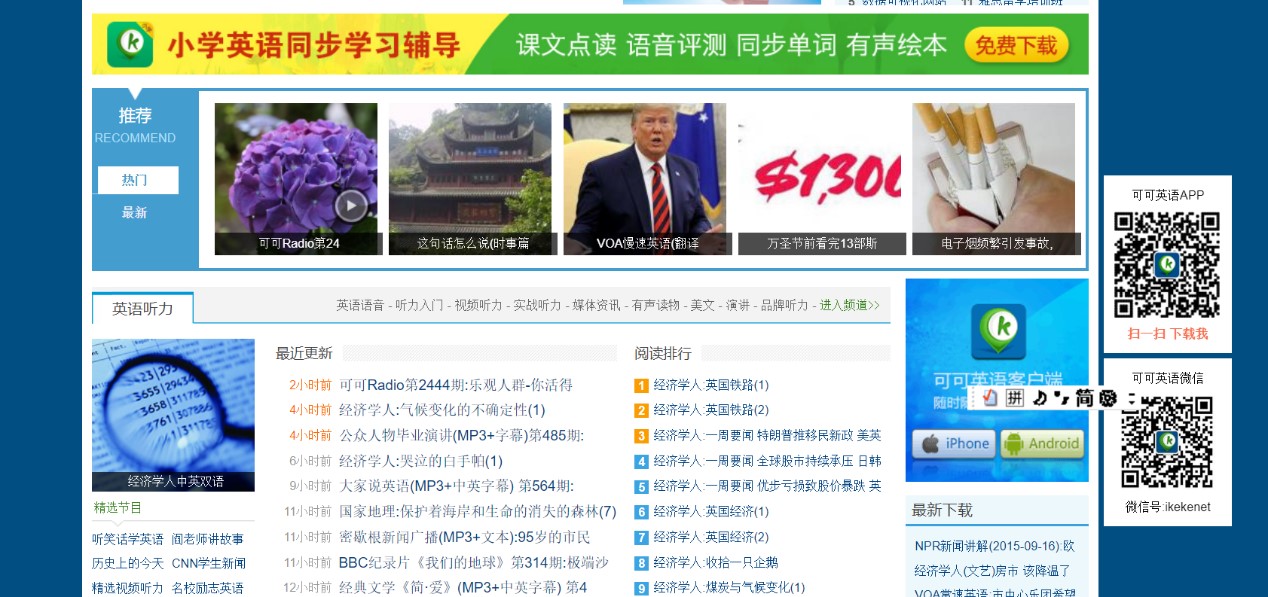 5 数据可视化网站 11 雅思留学培训班
小学英语同步学习辅导
课文点读 语音评测 同步单词 有声绘本
免费下载
推荐
RECOMMEND
热门
最新
可可Radio第24
这句话怎么说(时事篇
VOA慢速英语(翻译
$1,300
万圣节前看完13部斯
电子烟频繁引发事故,
可可英语APP
扫一扫 下载我
英语听力
英语语音 - 听力入门 - 视频听力 - 实战听力 - 媒体资讯 - 有声读物 - 美文 - 演讲 - 品牌听力 - 进入频道>>
经济学人中英双语
精选节目
听笑话学英语 阎老师讲故事
历史上的今天 CNN学生新闻
精选视频听力 名校励志英语
最近更新
2小时前 可可Radio第2444期:乐观人群-你活得
4小时前 经济学人:气候变化的不确定性(1)
4小时前 公众人物毕业演讲(MP3+字幕)第485期:
6小时前 经济学人:哭泣的白手帕(1)
9小时前 大家说英语(MP3+中英字幕) 第564期:
11小时前 国家地理:保护着海岸和生命的消失的森林(7)
11小时前 密歇根新闻广播(MP3+文本):95岁的市民
11小时前 BBC纪录片《我们的地球》第314期:极端沙
12小时前 经典文学《简·爱》(MP3+中英字幕) 第4
阅读排行
1 经济学人:英国铁路(1)
2 经济学人:英国铁路(2)
3 经济学人:一周要闻 特朗普推移民新政 美英
4 经济学人:一周要闻 全球股市持续承压 日韩
5 经济学人:一周要闻 优步亏损致股价暴跌 英
6 经济学人:英国经济(1)
7 经济学人:英国经济(2)
8 经济学人:收拾一只企鹅
9 经济学人:煤炭与气候变化(1)
可可英语客户端
随时
拼 简
iPhone
Android
可可英语微信
微信号:ikekenet
最新下载
NPR新闻讲解(2015-09-16):欧
经济学人(文艺)房市 该降温了
VOA常速英语:市中心乐团希望